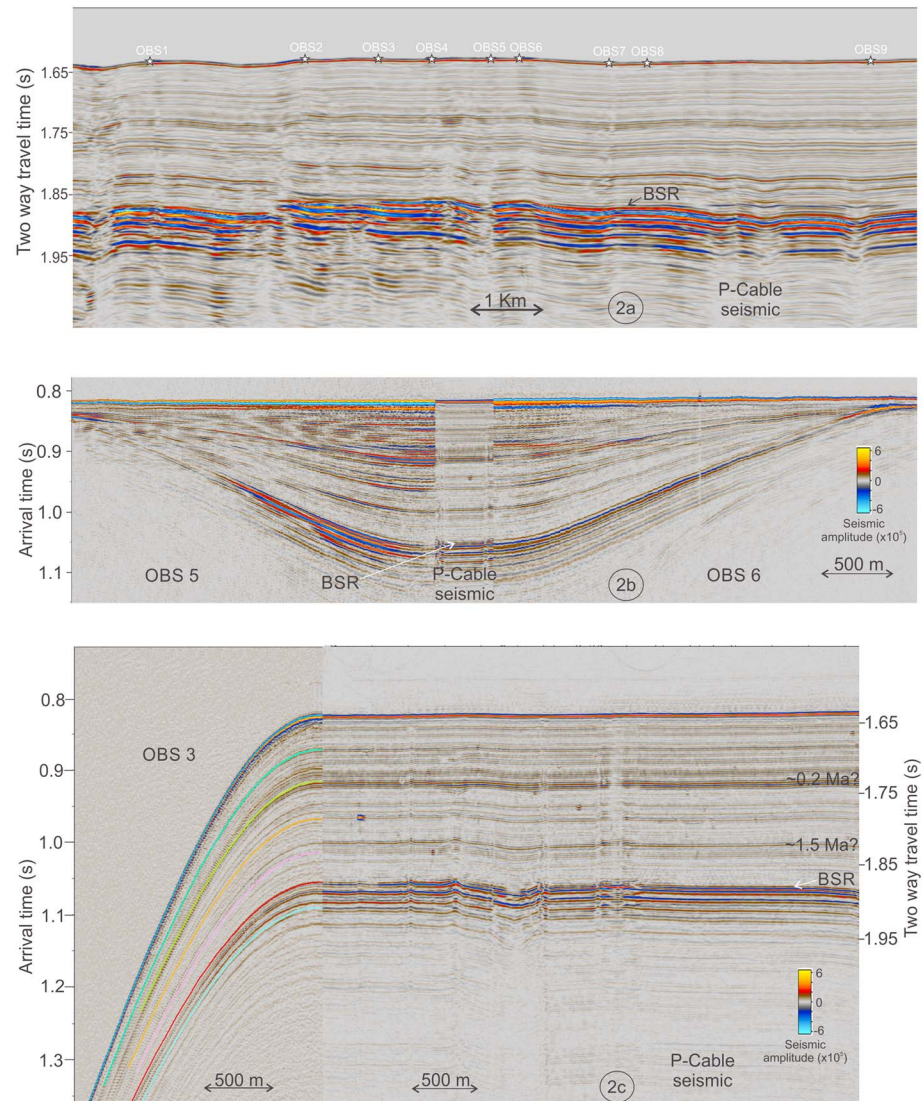 OBS1 OBS2 OBS3 OBS4 OBS5 OBS6 OBS7 OBS8 OBS9
Two way travel time (s)
1.65
1.75
1.85
1.95
BSR
1 Km
2a
P-Cable
seismic
Arrival time (s)
0.8
0.9
1.0
1.1
6
0
-6
Seismic
amplitude (x10⁵)
OBS 5
BSR
P-Cable
seismic
2b
OBS 6
500 m
Arrival time (s)
0.8
0.9
1.0
1.1
1.2
1.3
OBS 3
1.65
1.75
1.85
1.95
Two way travel time (s)
~0.2 Ma?
~1.5 Ma?
BSR
6
0
-6
Seismic
amplitude (x10⁵)
500 m
500 m
2c
P-Cable
seismic